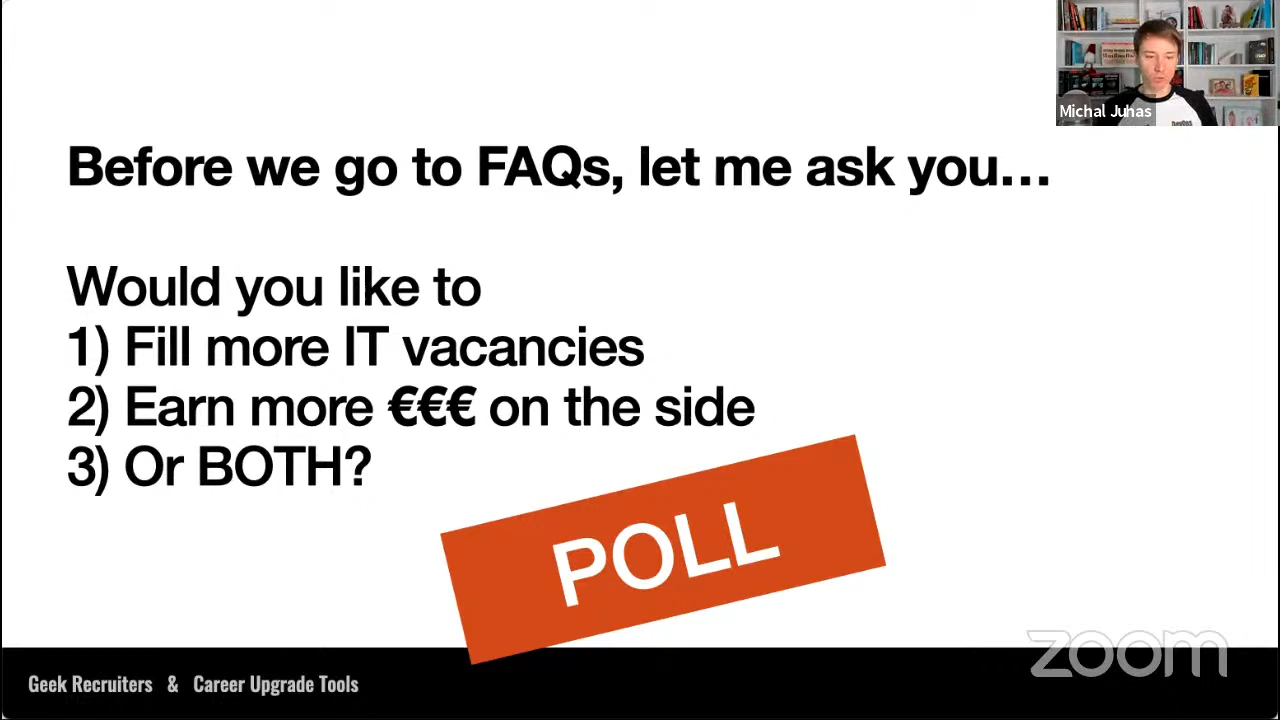 Michal Juhas
Before we go to FAQs, let me ask you…
Would you like to
1) Fill more IT vacancies
2) Earn more €€€ on the side
3) Or BOTH?
POLL
zoom
Geek Recruiters & Career Upgrade Tools